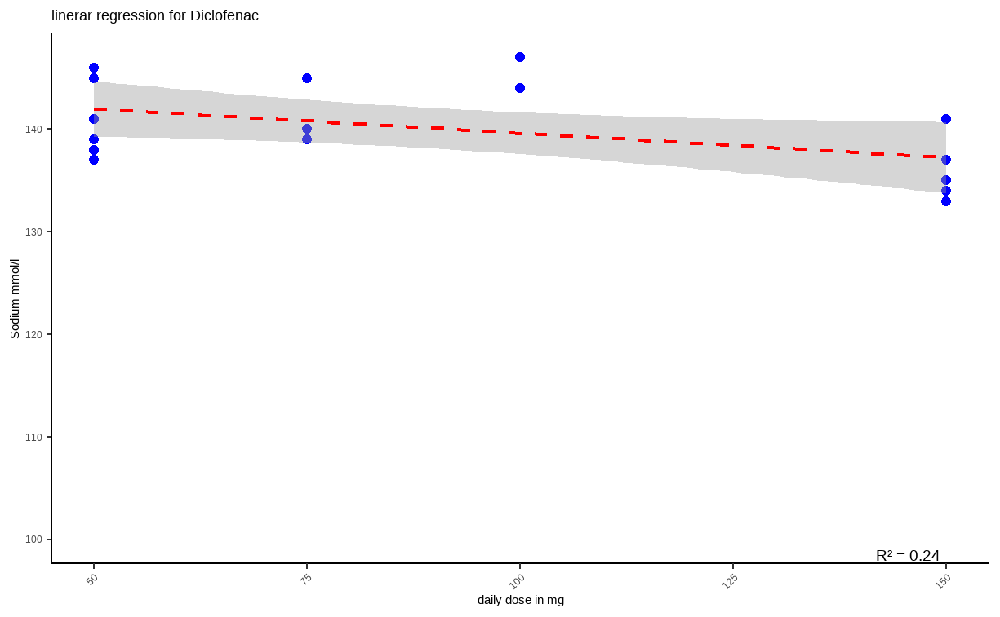 linerar regression for Diclofenac
Sodium mmol/l
140
130
120
110
100
R² = 0.24
50
75
100
125
150
daily dose in mg